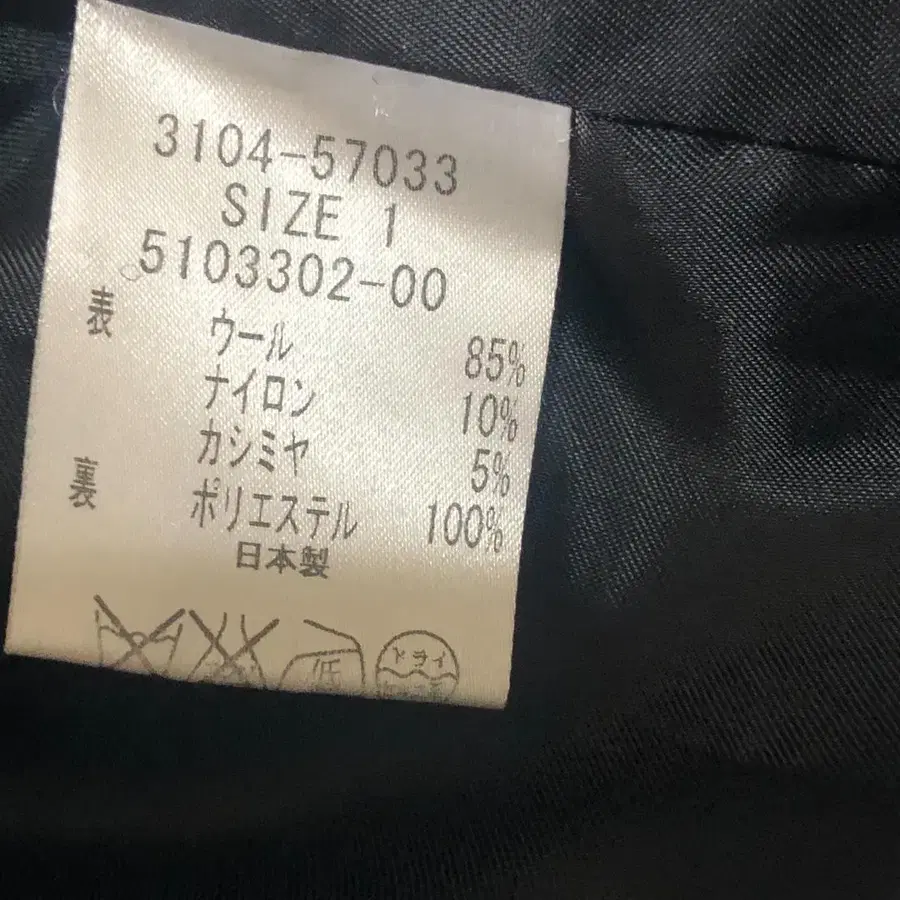 3104-57033
SIZE 1
5103302-00
表 ウール 85%
ナイロン 10%
カシミヤ 5%
裏 ポリエステル 100%
日本製
低 ドライ